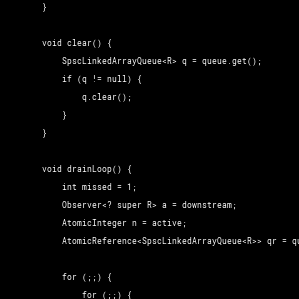 }
void clear() {
SpscLinkedArrayQueue<R> q = queue.get();
if (q != null) {
q.clear();
}
}
void drainLoop() {
int missed = 1;
Observer<? super R> a = downstream;
AtomicInteger n = active;
AtomicReference<SpscLinkedArrayQueue<R>> qr = qu
for (;;) {
for (;;) {